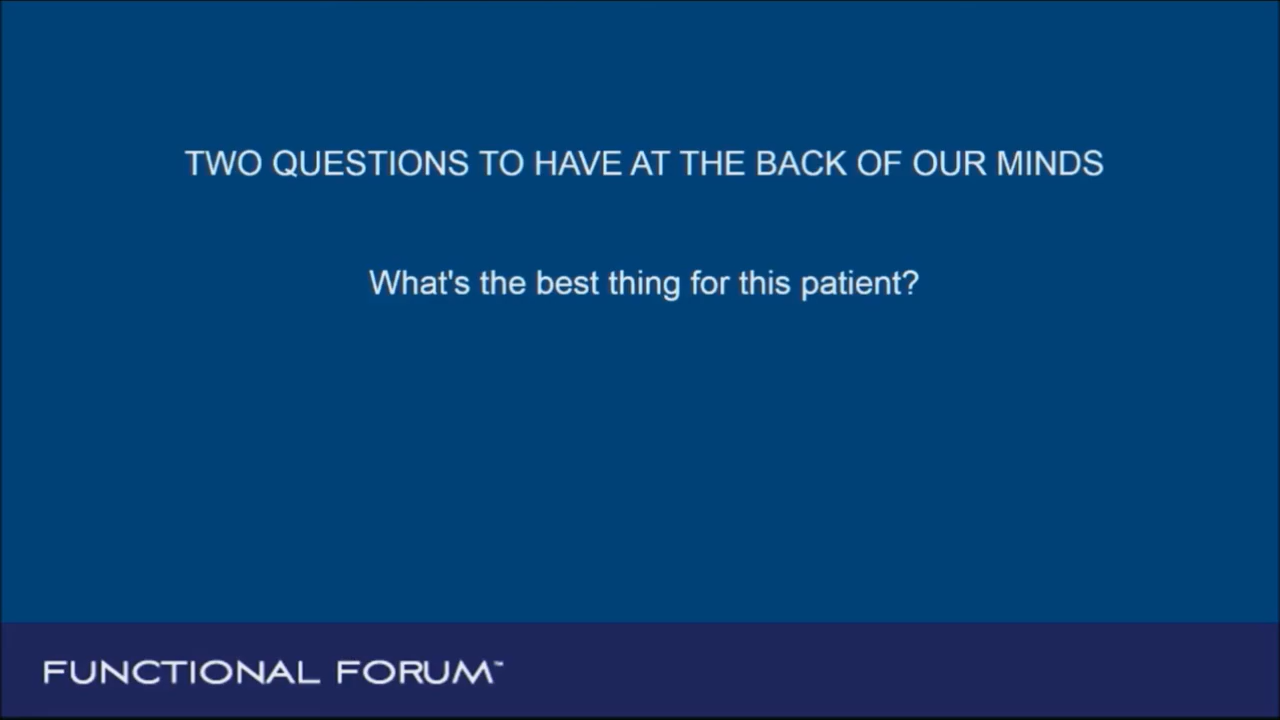 TWO QUESTIONS TO HAVE AT THE BACK OF OUR MINDS
What's the best thing for this patient?
FUNCTIONAL FORUM™